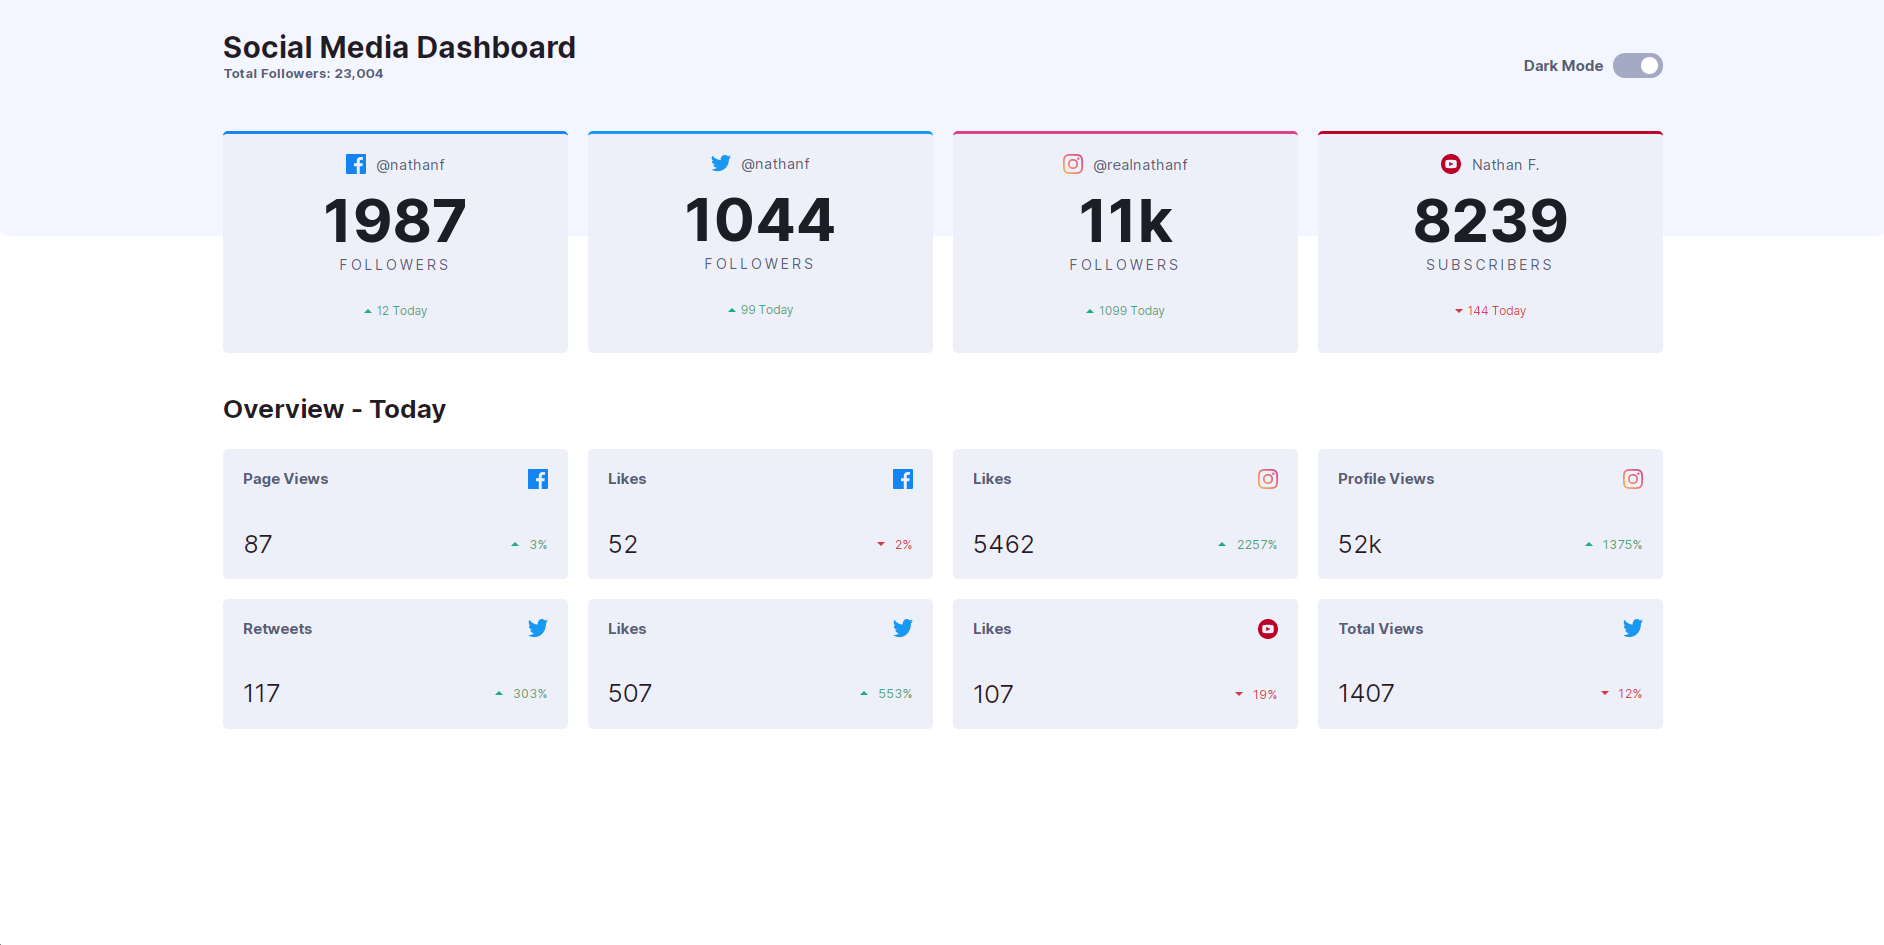 Social Media Dashboard
Total Followers: 23,004
Dark Mode
@nathanf
1987
FOLLOWERS
12 Today
@nathanf
1044
FOLLOWERS
99 Today
@realnathanf
11k
FOLLOWERS
1099 Today
Nathan F.
8239
SUBSCRIBERS
144 Today
Overview - Today
Page Views
87
3%
Likes
52
2%
Likes
5462
2257%
Profile Views
52k
1375%
Retweets
117
303%
Likes
507
553%
Likes
107
19%
Total Views
1407
12%